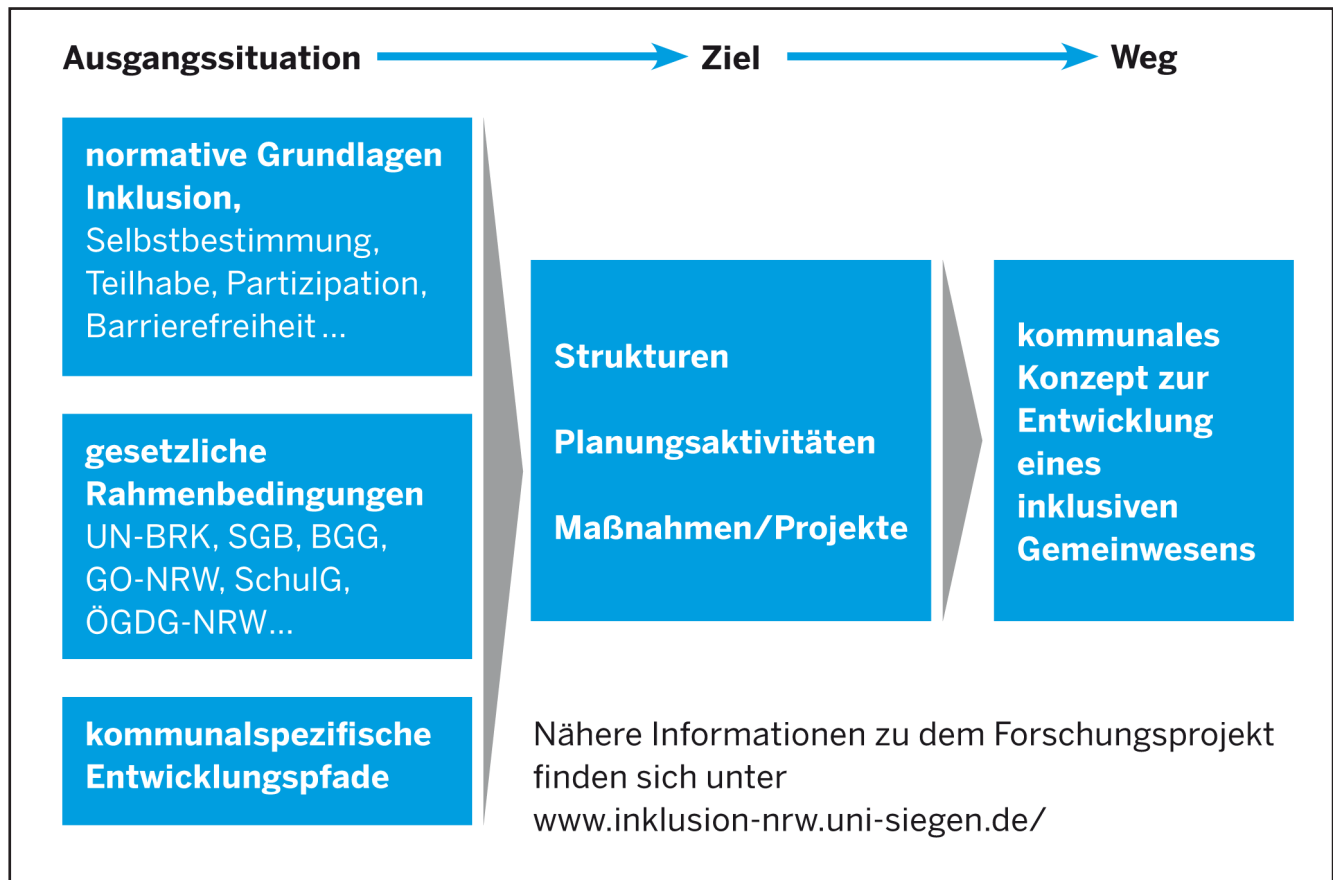 Ausgangssituation Ziel Weg
normative Grundlagen
Inklusion,
Selbstbestimmung,
Teilhabe, Partizipation,
Barrierefreiheit ...
gesetzliche
Rahmenbedingungen
UN-BRK, SGB, BGG,
GO-NRW, SchulG,
ÖGDG-NRW...
kommunalspezifische
Entwicklungspfade
Strukturen
Planungsaktivitäten
Maßnahmen/Projekte
kommunales
Konzept zur
Entwicklung
eines
inklusiven
Gemeinwesens
Nähere Informationen zu dem Forschungsprojekt
finden sich unter
www.inklusion-nrw.uni-siegen.de/